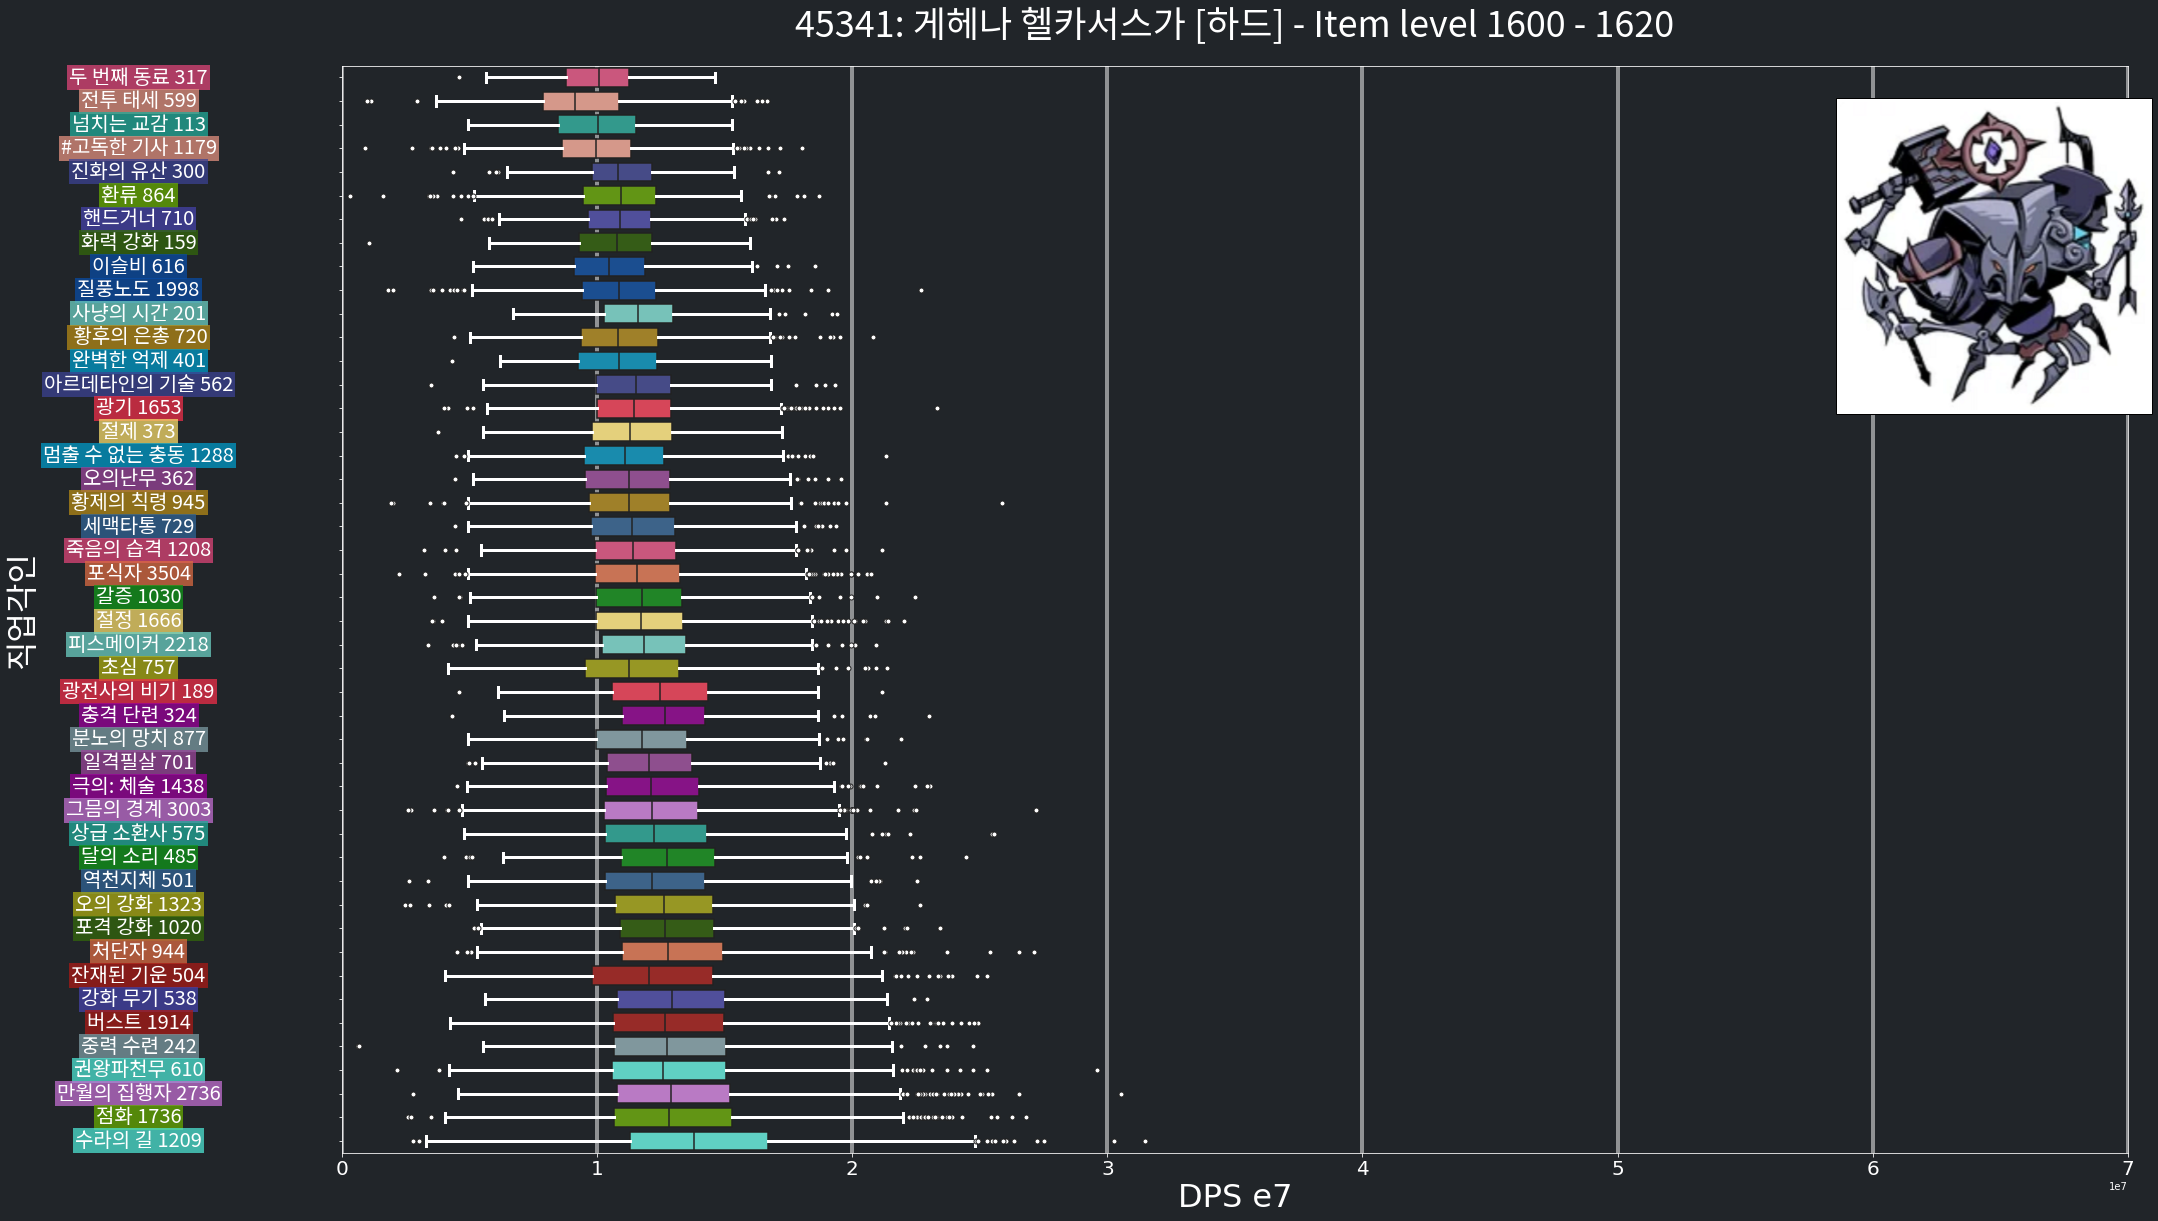 45341: 게헤나 헬카서스가 [하드] - Item level 1600 - 1620
직업각인
두 번째 동료 317
전투 태세 599
넘치는 교감 113
#고독한 기사 1179
진화의 유산 300
환류 864
핸드거너 710
화력 강화 159
이슬비 616
질풍노도 1998
사냥의 시간 201
황후의 은총 720
완벽한 억제 401
아르데타인의 기술 562
광기 1653
절제 373
멈출 수 없는 충동 1288
오의난무 362
황제의 칙령 945
세맥타통 729
죽음의 습격 1208
포식자 3504
갈증 1030
절정 1666
피스메이커 2218
초심 757
광전사의 비기 189
충격 단련 324
분노의 망치 877
일격필살 701
극의: 체술 1438
그믐의 경계 3003
상급 소환사 575
달의 소리 485
역천지체 501
오의 강화 1323
포격 강화 1020
처단자 944
잔재된 기운 504
강화 무기 538
버스트 1914
중력 수련 242
권왕파천무 610
만월의 집행자 2736
점화 1736
수라의 길 1209
0 1 2 3 4 5 6 7
1e7
DPS e7